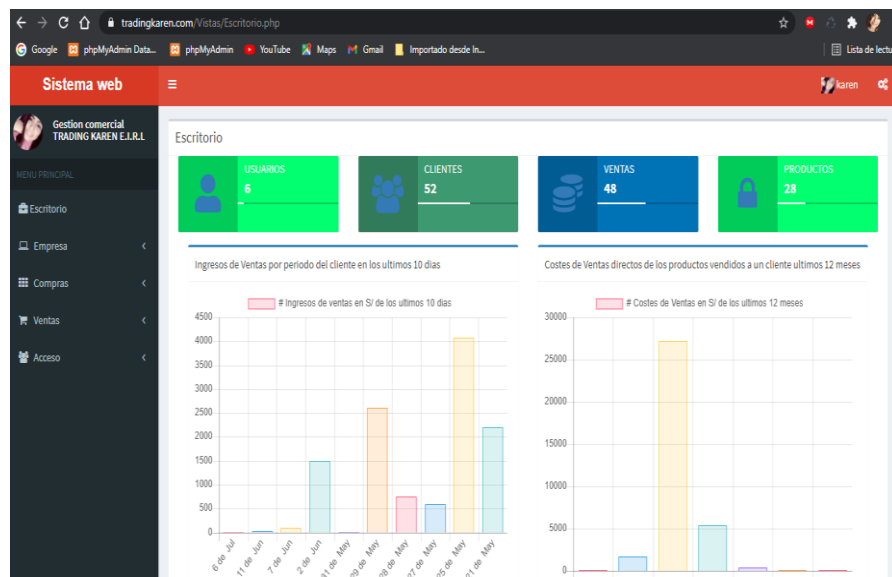 tradingkaren.com/Vistas/Escritorio.php
Google phpMyAdmin Data... phpMyAdmin YouTube Maps Gmail Importado desde In... Lista de lectu
Sistema web
karen
Gestion comercial
TRADING KAREN E.I.R.L
MENU PRINCIPAL
Escritorio
Empresa
Compras
Ventas
Acceso
Escritorio
USUARIOS
6
CLIENTES
52
VENTAS
48
PRODUCTOS
28
Ingresos de Ventas por periodo del cliente en los ultimos 10 dias
# Ingresos de ventas en S/ de los ultimos 10 dias
4500
4000
3500
3000
2500
2000
1500
1000
500
0
6 de Jul
11 de Jun
7 de Jun
2 de Jun
31 de May
29 de May
28 de May
27 de May
25 de May
21 de May
Costes de Ventas directos de los productos vendidos a un cliente ultimos 12 meses
# Costes de Ventas en S/ de los ultimos 12 meses
30000
25000
20000
15000
10000
5000
0